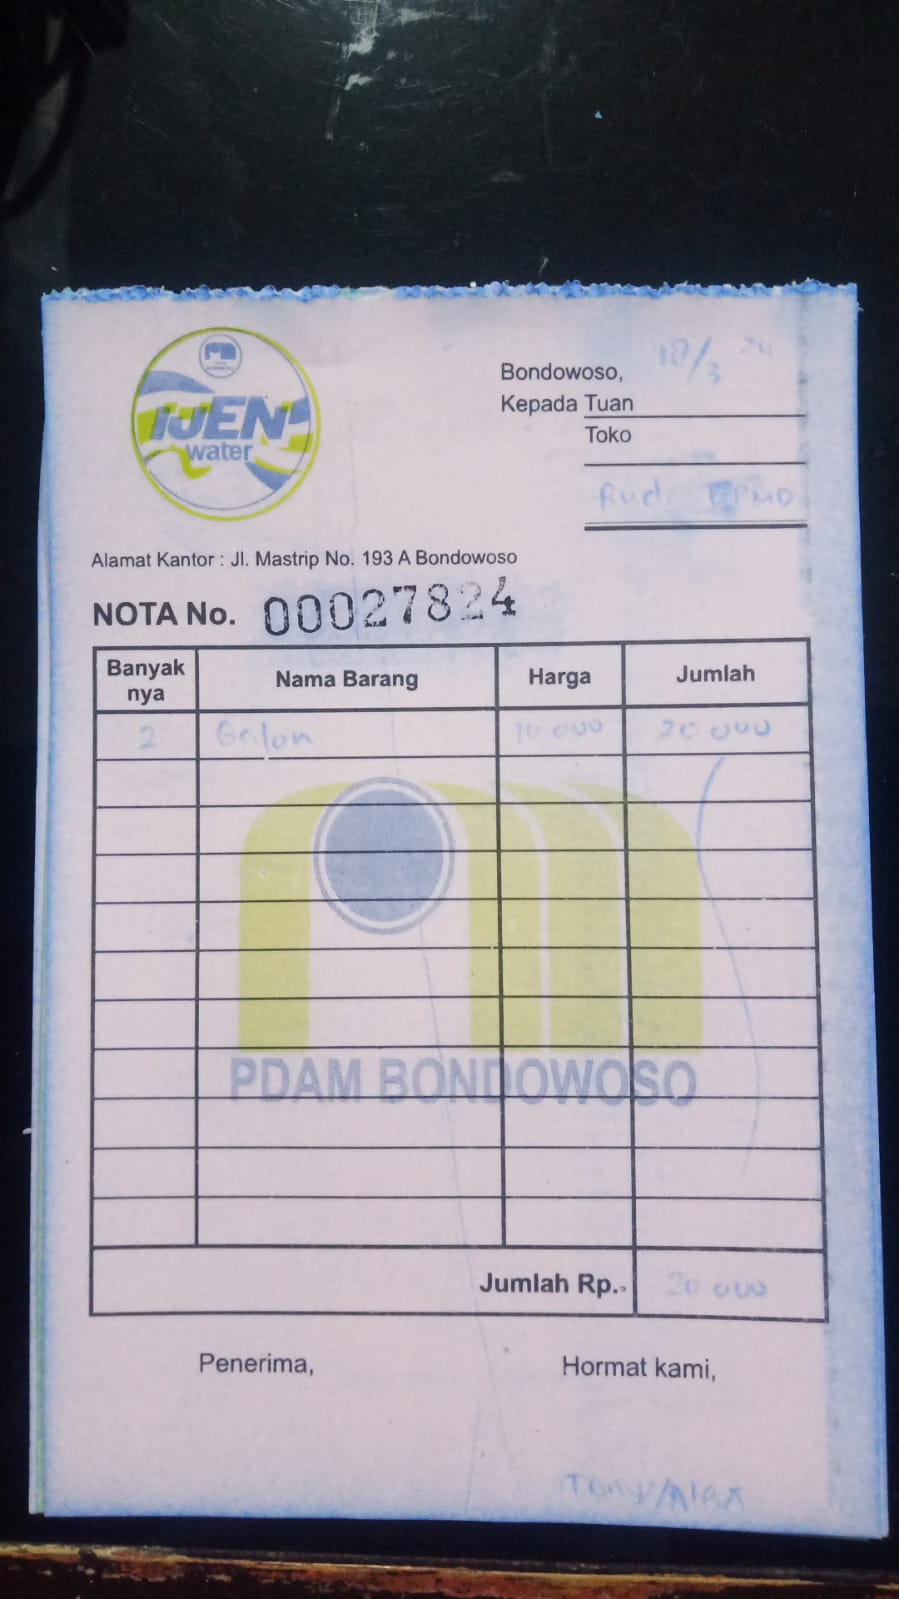 IJEN
water
Bondowoso, 18/3 24
Kepada Tuan
Toko
Rudi BPMD
Alamat Kantor : Jl. Mastrip No. 193 A Bondowoso
NOTA No. 00027824
Banyak nya Nama Barang Harga Jumlah
2 Galon 10 000 20 000
PDAM BONDOWOSO
Jumlah Rp.- 20 000
Penerima, Hormat kami,